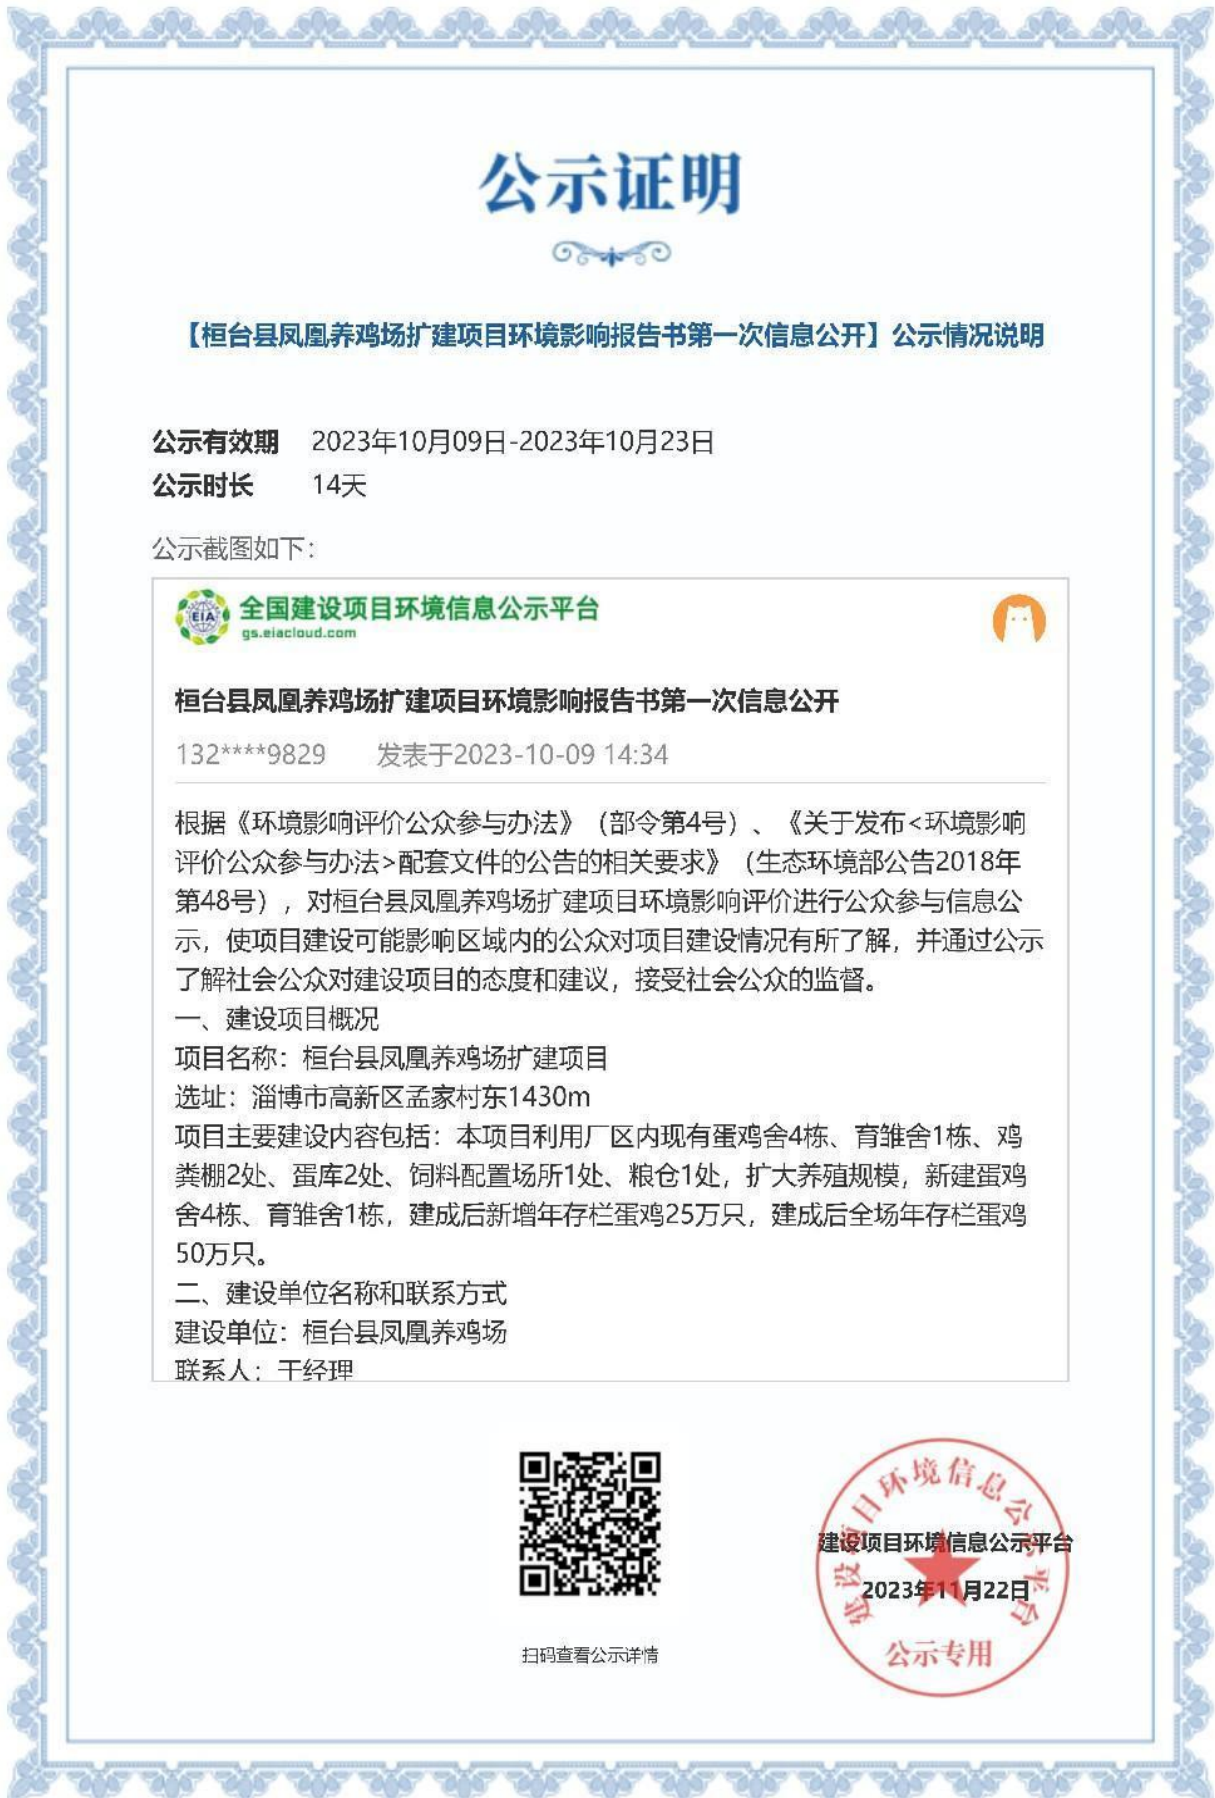 公示证明
【桓台县凤凰养鸡场扩建项目环境影响报告书第一次信息公开】公示情况说明
公示有效期 2023年10月09日-2023年10月23日
公示时长 14天
公示截图如下：
EIA 全国建设项目环境信息公示平台
gs.eiacloud.com
桓台县凤凰养鸡场扩建项目环境影响报告书第一次信息公开
132****9829 发表于2023-10-09 14:34
根据《环境影响评价公众参与办法》（部令第4号）、《关于发布<环境影响
评价公众参与办法>配套文件的公告的相关要求》（生态环境部公告2018年
第48号），对桓台县凤凰养鸡场扩建项目环境影响评价进行公众参与信息公
示，使项目建设可能影响区域内的公众对项目建设情况有所了解，并通过公示
了解社会公众对建设项目的态度和建议，接受社会公众的监督。
一、建设项目概况
项目名称：桓台县凤凰养鸡场扩建项目
选址：淄博市高新区孟家村东1430m
项目主要建设内容包括：本项目利用厂区内现有蛋鸡舍4栋、育雏舍1栋、鸡
粪棚2处、蛋库2处、饲料配置场所1处、粮仓1处，扩大养殖规模，新建蛋鸡
舍4栋、育雏舍1栋，建成后新增年存栏蛋鸡25万只，建成后全场年存栏蛋鸡
50万只。
二、建设单位名称和联系方式
建设单位：桓台县凤凰养鸡场
联系人：于经理
建设项目环境信息公示平台
建设项目环境信息公示平台
2023年11月22日
公示专用
扫码查看公示详情